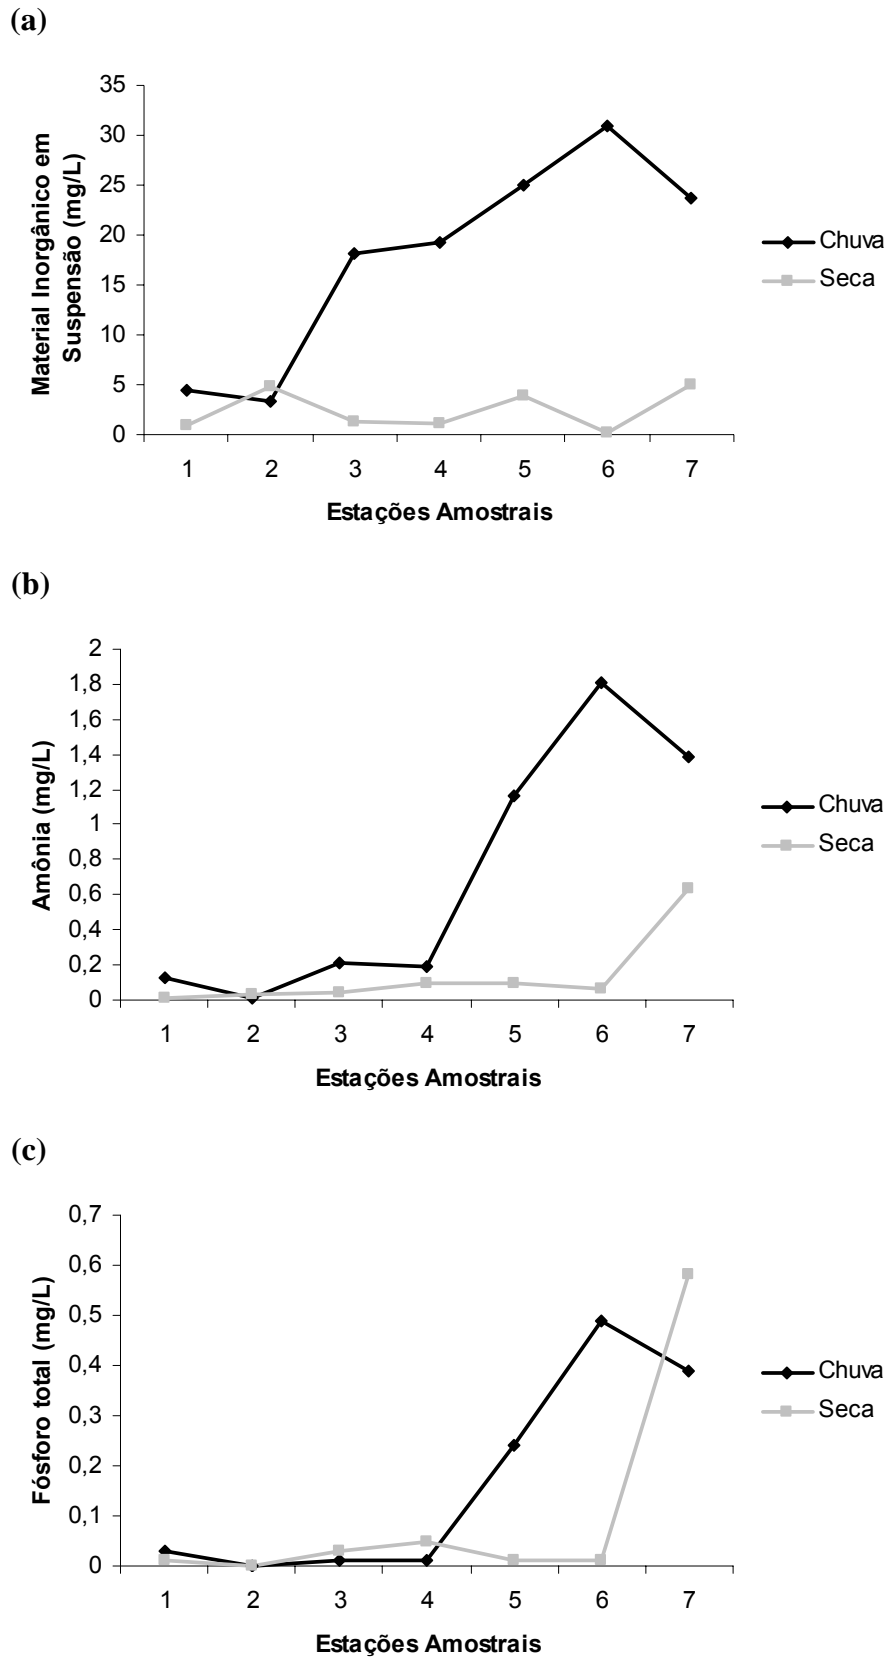 (a)
35
30
25
20
15
10
5
0
Material Inorgânico em
Suspensão (mg/L)
1 2 3 4 5 6 7
Estações Amostrais
Chuva
Seca
(b)
2
1,8
1,6
1,4
1,2
1
0,8
0,6
0,4
0,2
0
Amônia (mg/L)
1 2 3 4 5 6 7
Estações Amostrais
Chuva
Seca
(c)
0,7
0,6
0,5
0,4
0,3
0,2
0,1
0
Fósforo total (mg/L)
1 2 3 4 5 6 7
Estações Amostrais
Chuva
Seca